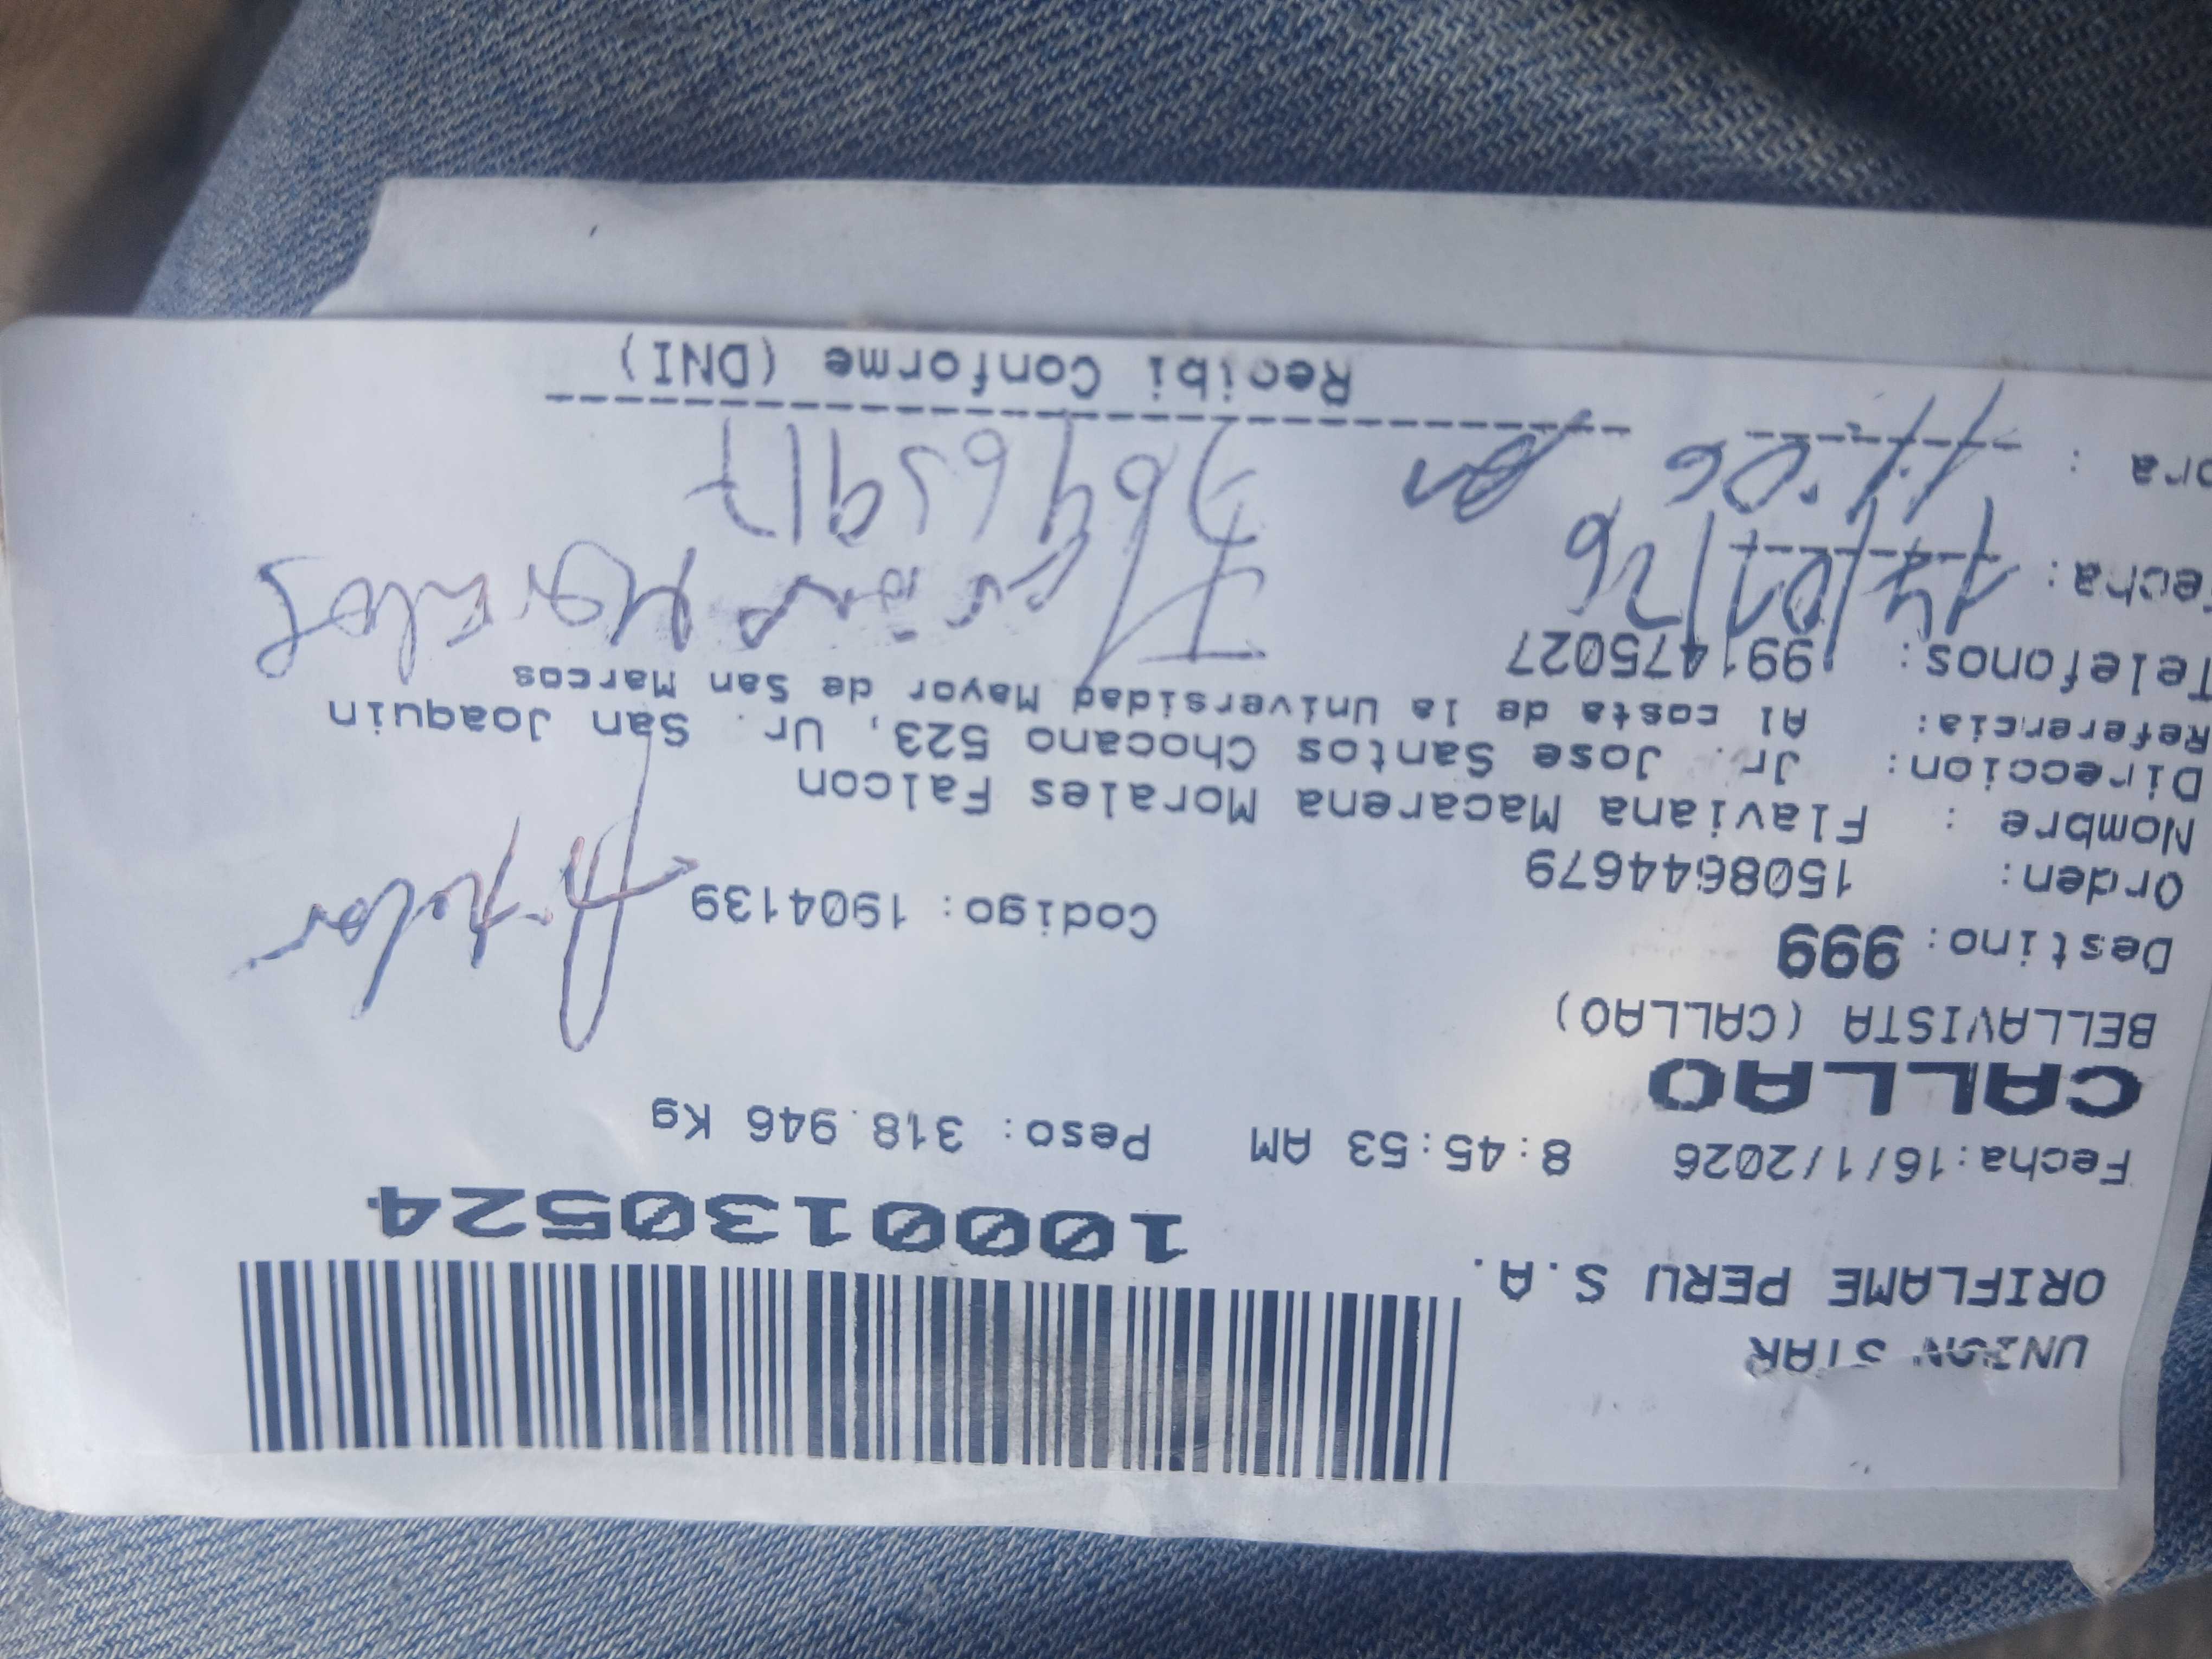 UNION STAR
ORIFLAME PERU S.A.
1000130524
Fecha:16/1/2026 8:45:53 AM Peso: 318.946 Kg
CALLAO
BELLAVISTA (CALLAO)
Destino: 999 Codigo: 1904139
Orden: 1508644679
Nombre : Flaviana Macarena Morales Falcon
Direccion: Jr. Jose Santos Chocano 523, Ur. San Joaquin
Referencia: Al costa de la Universidad Mayor de San Marcos
Telefonos: 991475027
echa: /01/26 Morales
ora : 11:06
Recibi Conforme (DNI)